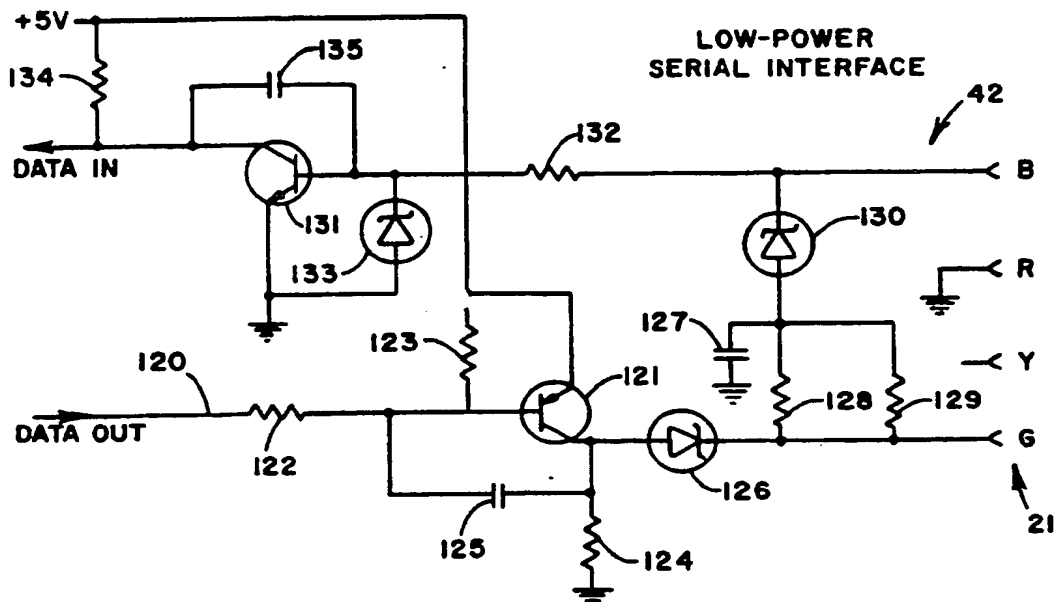 +5V
LOW-POWER
SERIAL INTERFACE
135
134
42
132
DATA IN
B
131
130
133
R
127
123
120
121
Y
128
129
DATA OUT
G
122
126
125
124
21